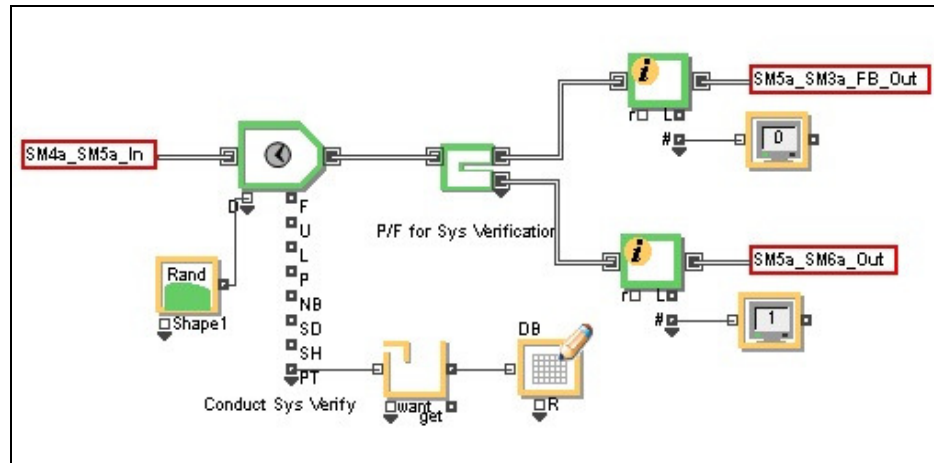 SM4a_SM5a_In
D
F
U
L
P
NB
SD
SH
PT
Rand
Shape1
Conduct Sys Verify
want
get
DB
R
P/F for Sys Verification
i
r
L
#
SM5a_SM3a_FB_Out
0
i
r
L
#
SM5a_SM6a_Out
1